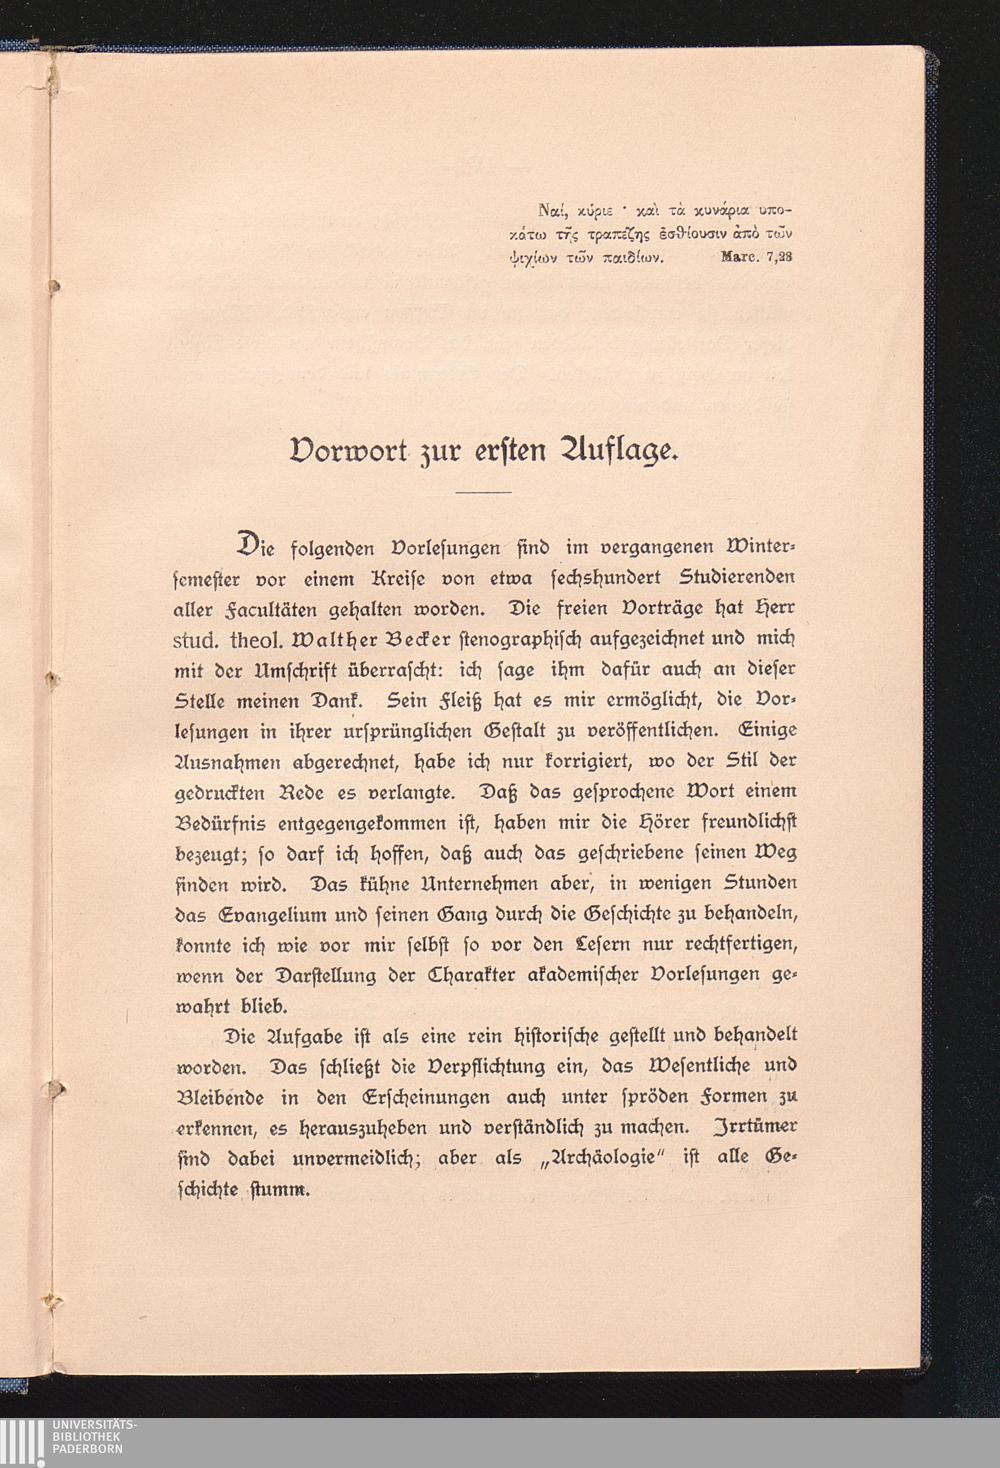 Ναί, κύριε · καὶ τὰ κυνάρια υπο-
κάτω τῆς τραπέζης ἐσθίουσιν ἀπὸ τῶν
ψιχίων τῶν παιδίων. Marc. 7,28
Vorwort zur ersten Auflage.
Die folgenden Vorlesungen sind im vergangenen Winter-
semester vor einem Kreise von etwa sechshundert Studierenden
aller Facultäten gehalten worden. Die freien Vorträge hat Herr
stud. theol. Walther Becker stenographisch aufgezeichnet und mich
mit der Umschrift überrascht: ich sage ihm dafür auch an dieser
Stelle meinen Dank. Sein Fleiß hat es mir ermöglicht, die Vor-
lesungen in ihrer ursprünglichen Gestalt zu veröffentlichen. Einige
Ausnahmen abgerechnet, habe ich nur korrigiert, wo der Stil der
gedruckten Rede es verlangte. Daß das gesprochene Wort einem
Bedürfnis entgegengekommen ist, haben mir die Hörer freundlichst
bezeugt; so darf ich hoffen, daß auch das geschriebene seinen Weg
finden wird. Das kühne Unternehmen aber, in wenigen Stunden
das Evangelium und seinen Gang durch die Geschichte zu behandeln,
konnte ich wie vor mir selbst so vor den Lesern nur rechtfertigen,
wenn der Darstellung der Charakter akademischer Vorlesungen ge-
wahrt blieb.
Die Aufgabe ist als eine rein historische gestellt und behandelt
worden. Das schließt die Verpflichtung ein, das Wesentliche und
Bleibende in den Erscheinungen auch unter spröden Formen zu
erkennen, es herauszuheben und verständlich zu machen. Irrtümer
sind dabei unvermeidlich; aber als „Archäologie“ ist alle Ge-
schichte stumm.
UNIVERSITÄTS-
BIBLIOTHEK
PADERBORN